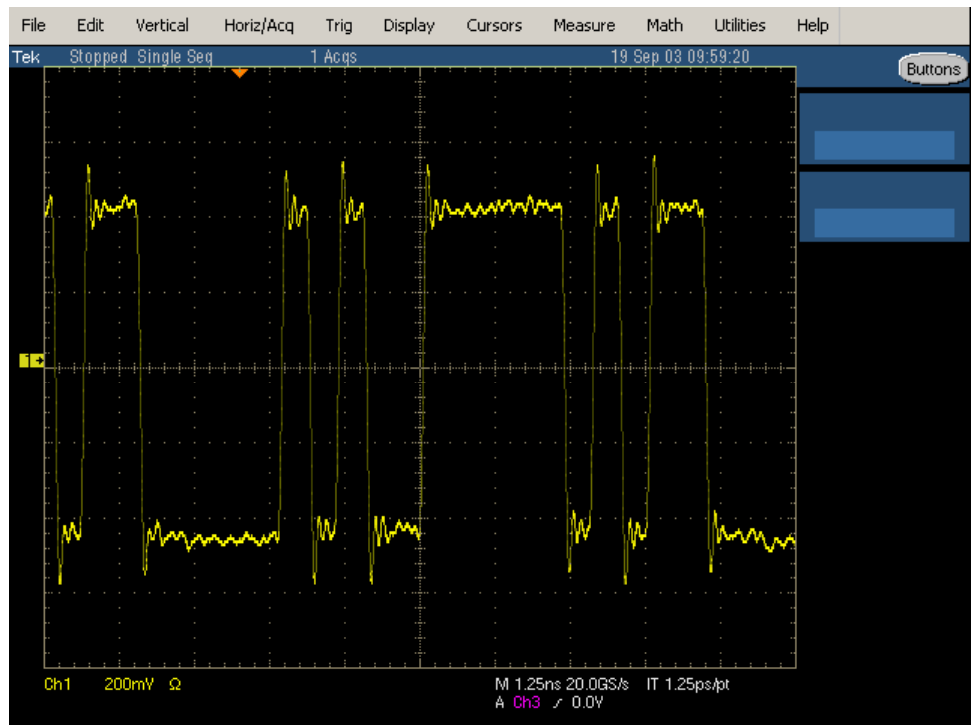 File Edit Vertical Horiz/Acq Trig Display Cursors Measure Math Utilities Help
Tek Stopped Single Seq 1 Acqs 19 Sep 03 09:59:20
Buttons
1
Ch1 200mV Ω M 1.25ns 20.0GS/s IT 1.25ps/pt
A Ch3 0.0V